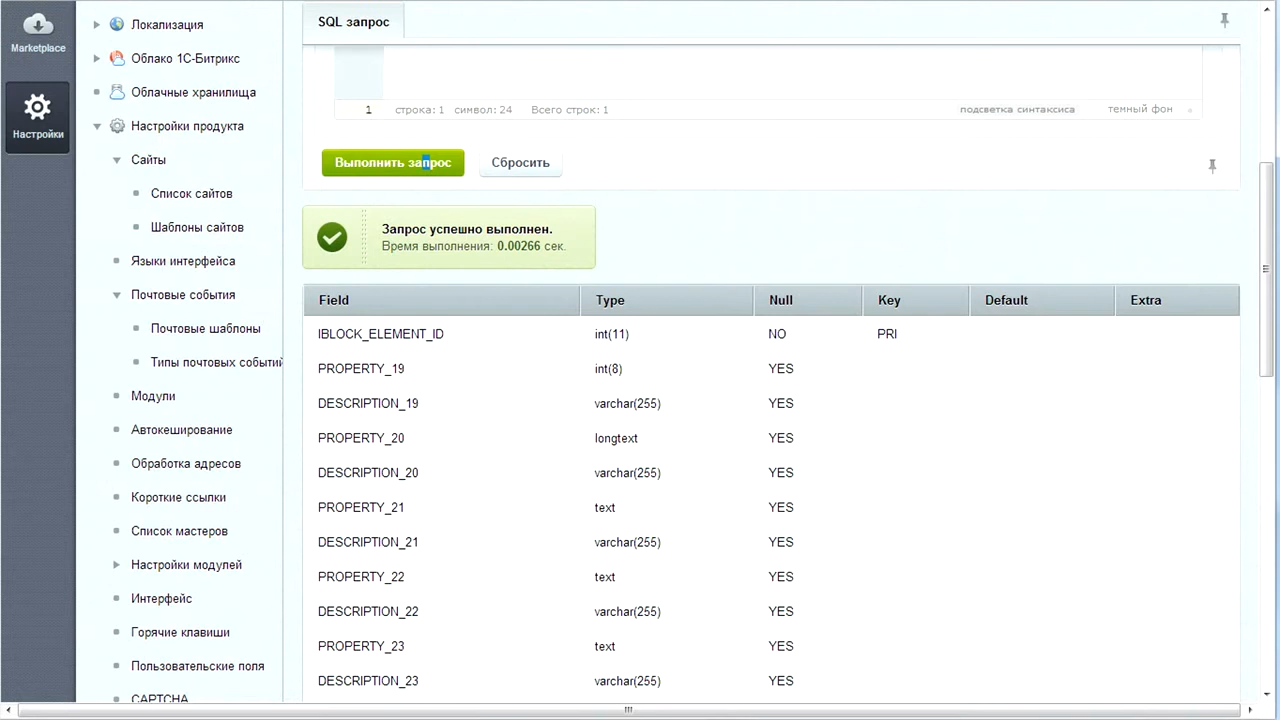 Marketplace
Настройки
Локализация
Облако 1С-Битрикс
Облачные хранилища
Настройки продукта
Сайты
Список сайтов
Шаблоны сайтов
Языки интерфейса
Почтовые события
Почтовые шаблоны
Типы почтовых событий
Модули
Автокеширование
Обработка адресов
Короткие ссылки
Список мастеров
Настройки модулей
Интерфейс
Горячие клавиши
Пользовательские поля
CAPTCHA
SQL запрос
1 строка: 1 символ: 24 Всего строк: 1 подсветка синтаксиса темный фон
Выполнить запрос Сбросить
Запрос успешно выполнен.
Время выполнения: 0.00266 сек.
Field Type Null Key Default Extra
IBLOCK_ELEMENT_ID int(11) NO PRI
PROPERTY_19 int(8) YES
DESCRIPTION_19 varchar(255) YES
PROPERTY_20 longtext YES
DESCRIPTION_20 varchar(255) YES
PROPERTY_21 text YES
DESCRIPTION_21 varchar(255) YES
PROPERTY_22 text YES
DESCRIPTION_22 varchar(255) YES
PROPERTY_23 text YES
DESCRIPTION_23 varchar(255) YES